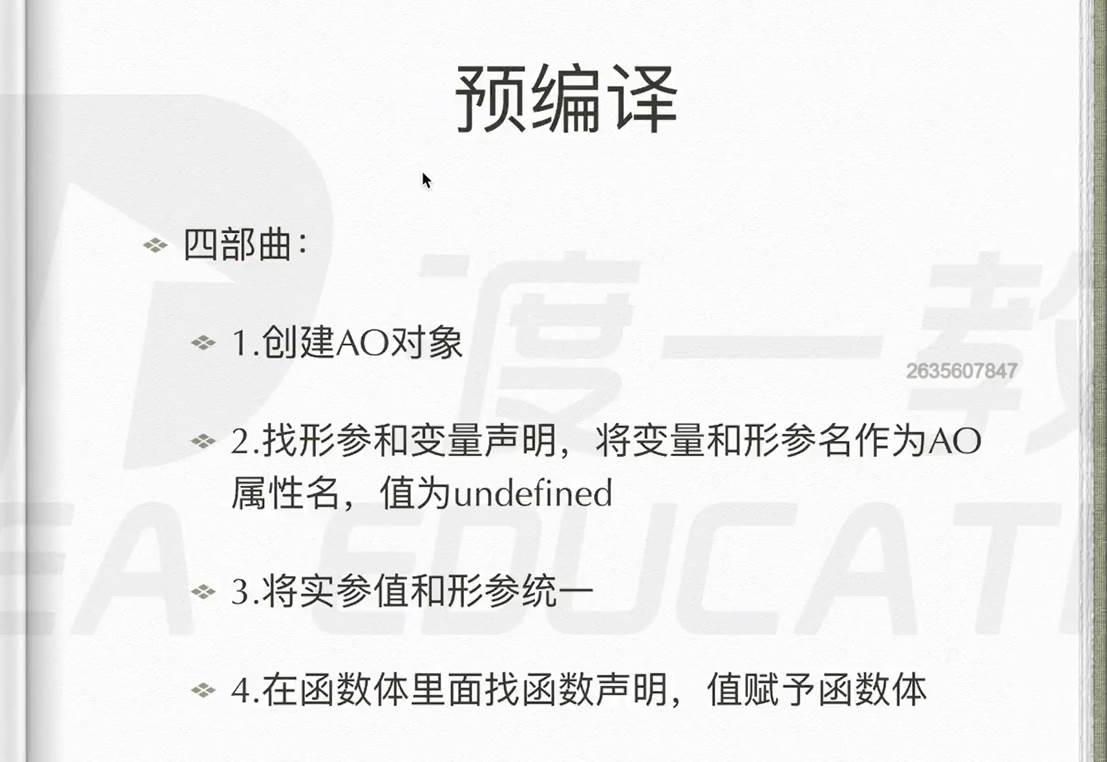 预编译
四部曲：
1.创建AO对象
2635607847
2.找形参和变量声明，将变量和形参名作为AO
属性名，值为undefined
3.将实参值和形参统一
4.在函数体里面找函数声明，值赋予函数体
度一教
EA EDUCATI